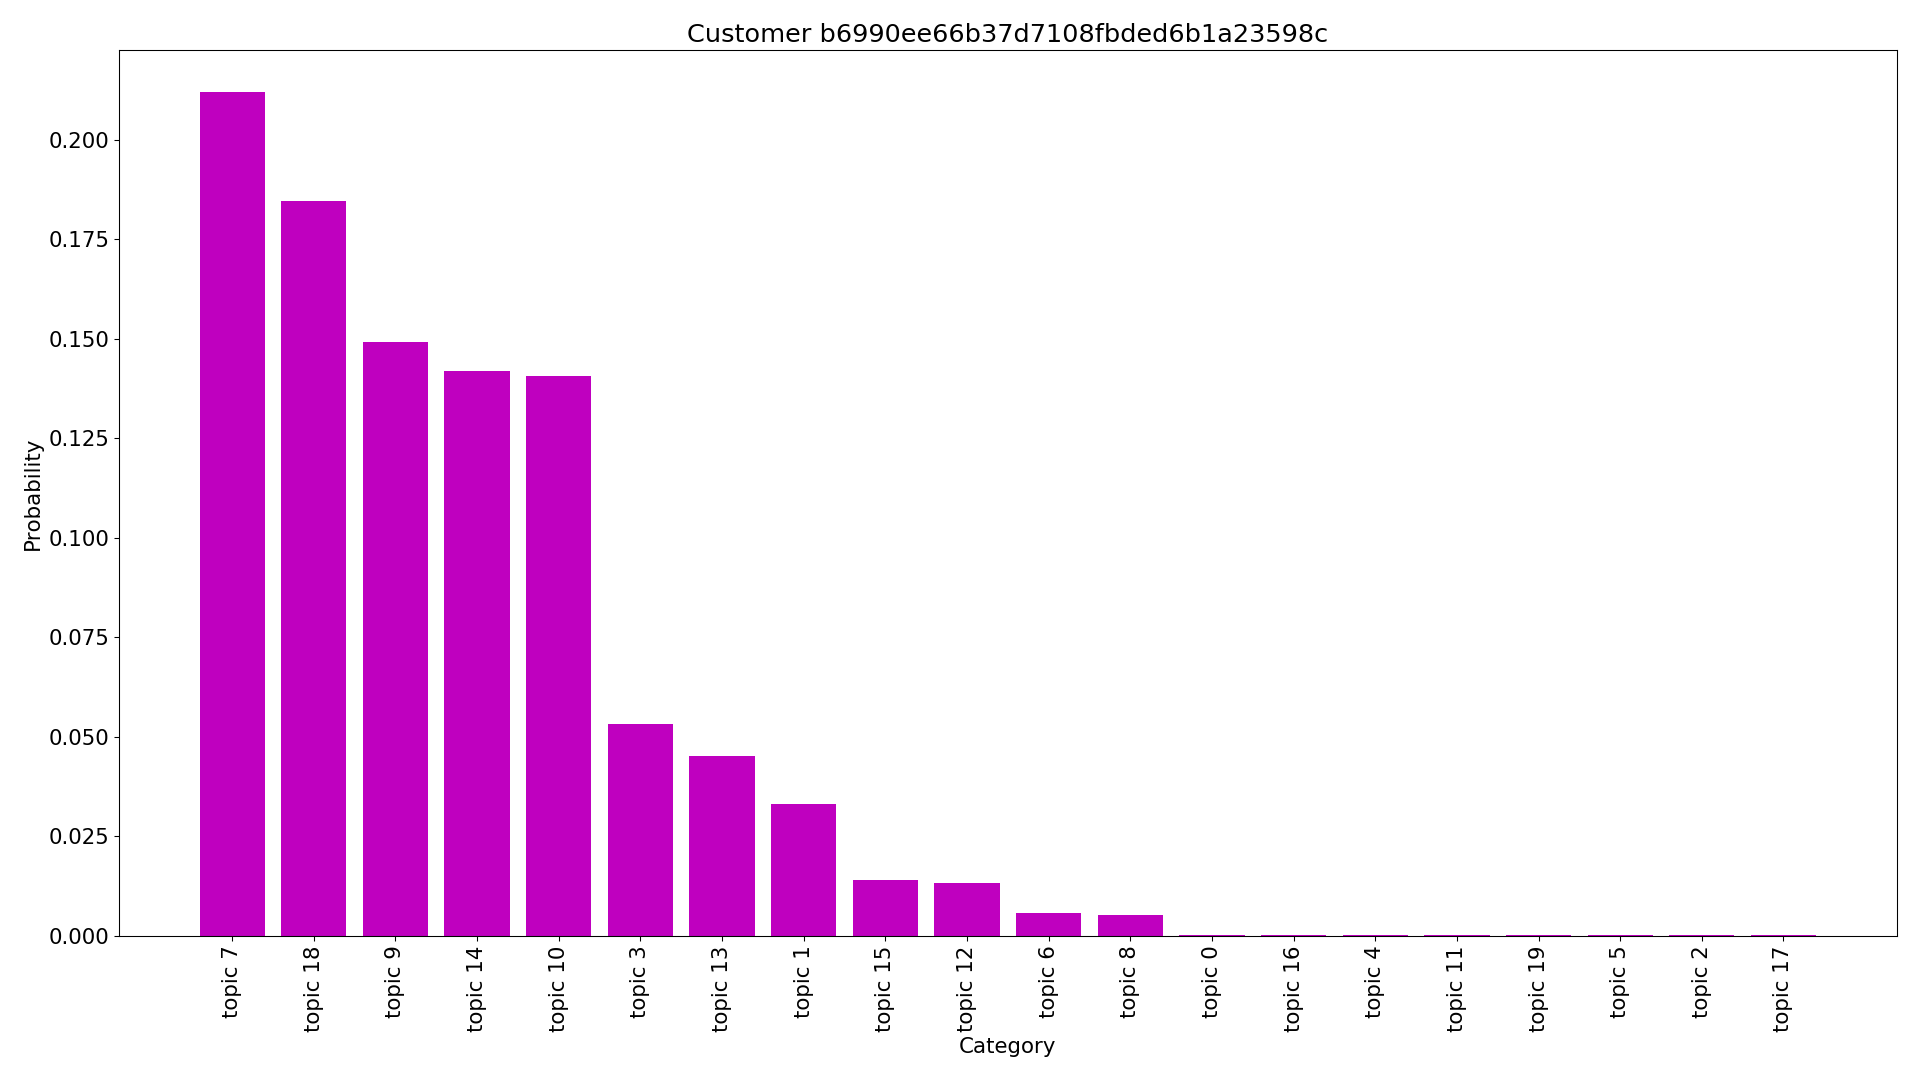 Customer b6990ee66b37d7108fbded6b1a23598c
Probability
0.200
0.175
0.150
0.125
0.100
0.075
0.050
0.025
0.000
topic 7
topic 18
topic 9
topic 14
topic 10
topic 3
topic 13
topic 1
topic 15
topic 12
topic 6
topic 8
topic 0
topic 16
topic 4
topic 11
topic 19
topic 5
topic 2
topic 17
Category